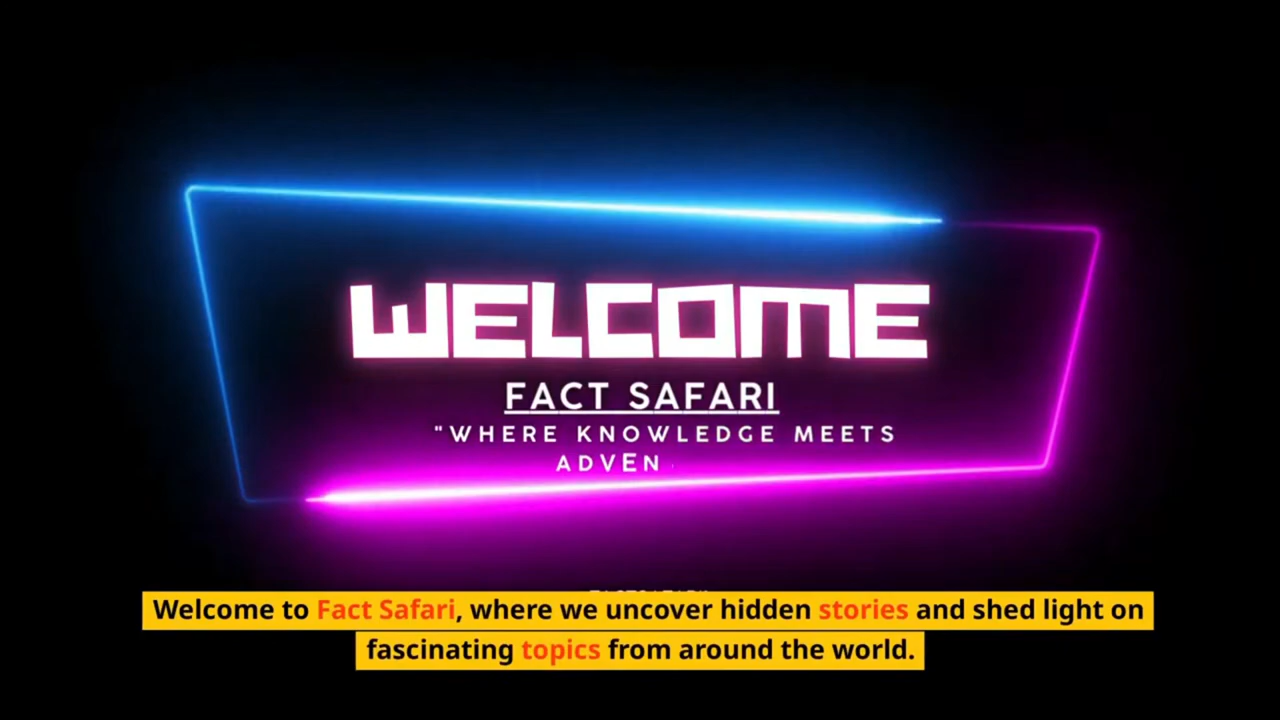 WELCOME
FACT SAFARI
"WHERE KNOWLEDGE MEETS
ADVEN
Welcome to Fact Safari, where we uncover hidden stories and shed light on
fascinating topics from around the world.